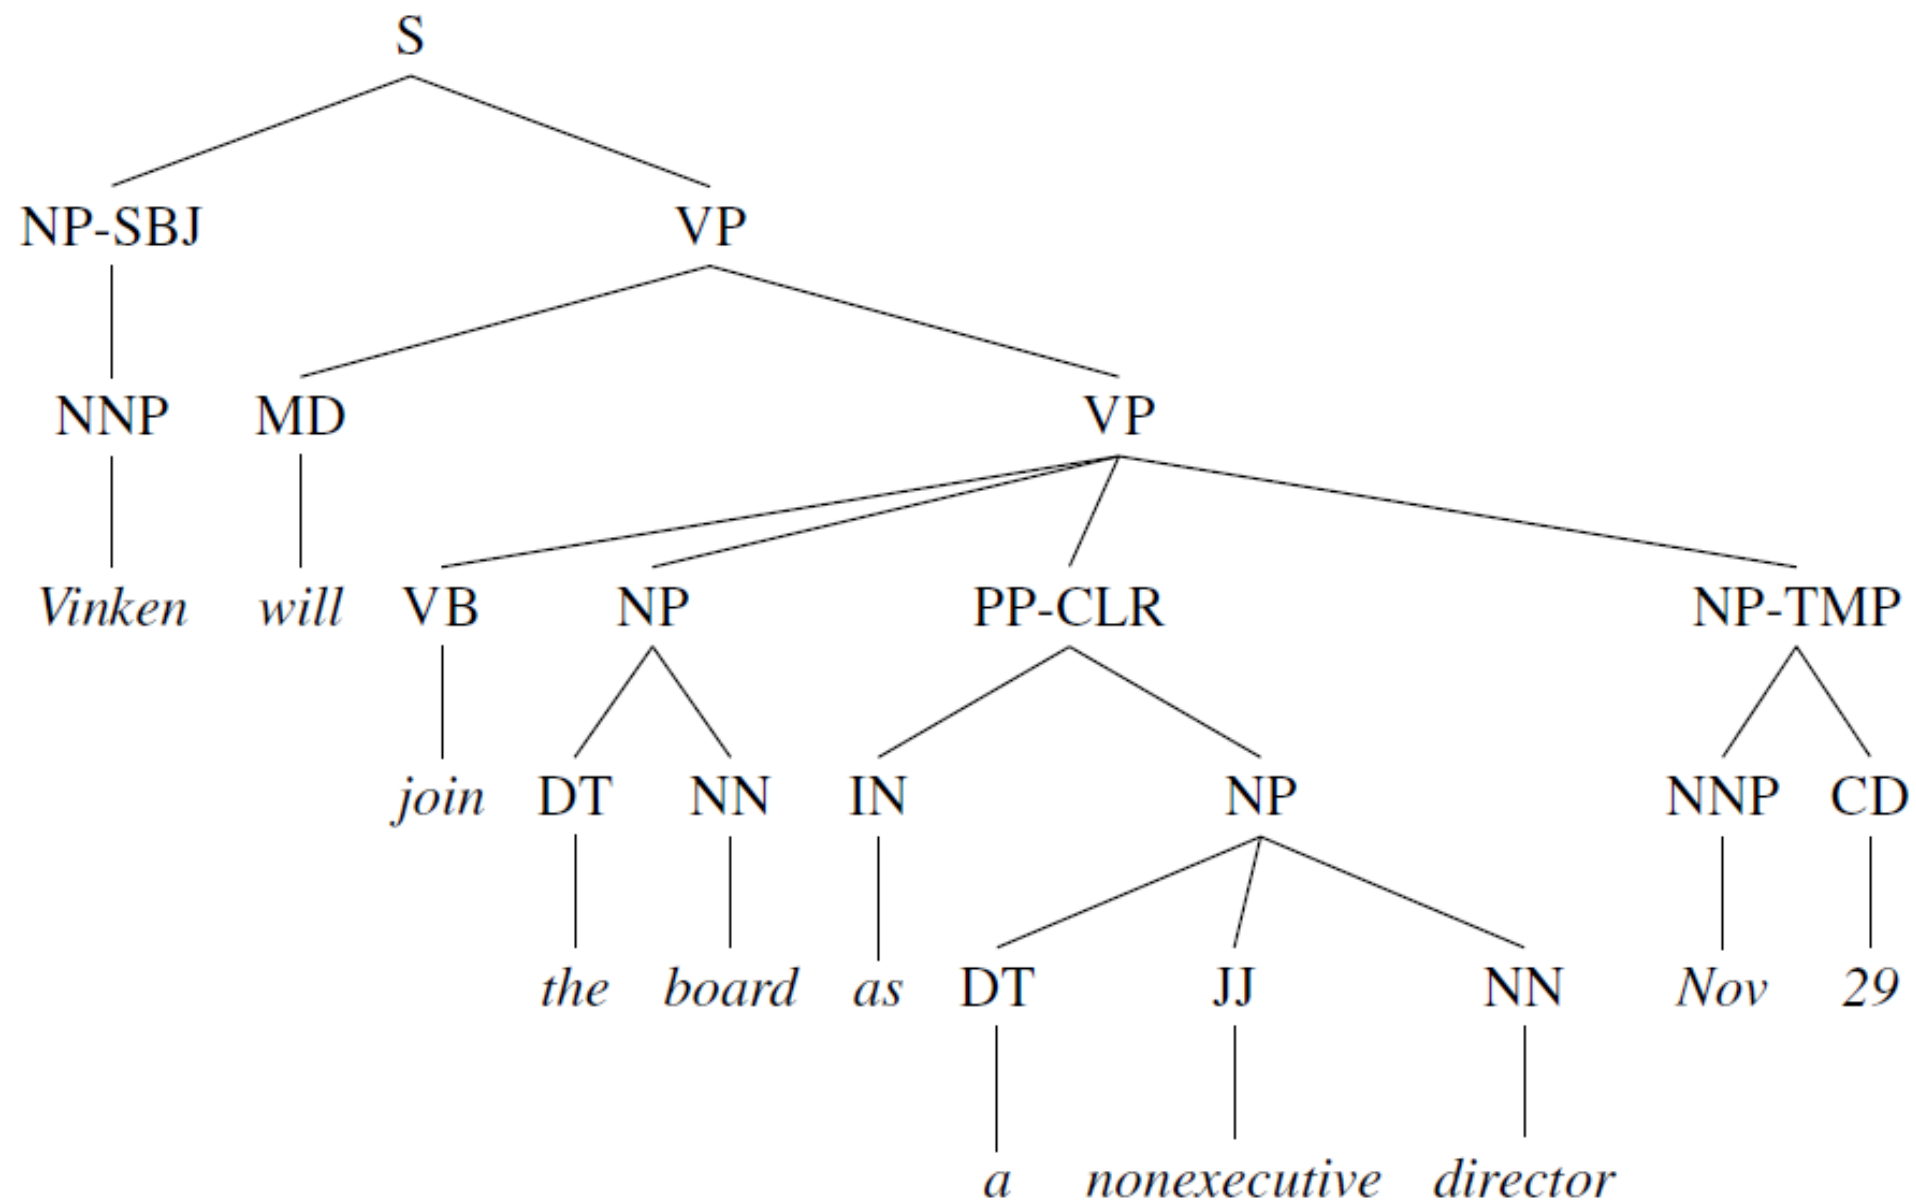 S
NP-SBJ VP
NNP MD VP
Vinken will VB NP PP-CLR NP-TMP
join DT NN IN NP NNP CD
the board as DT JJ NN Nov 29
a nonexecutive director